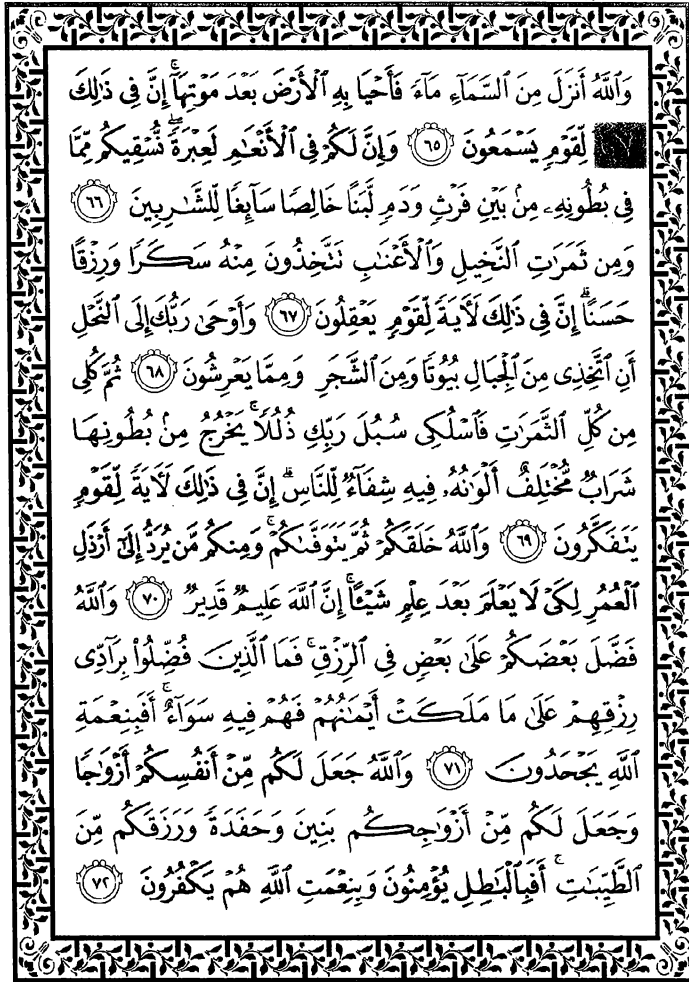 وَٱللَّهُ أَنزَلَ مِنَ ٱلسَّمَآءِ مَآءً فَأَحْيَا بِهِ ٱلْأَرْضَ بَعْدَ مَوْتِهَآ ۚ إِنَّ فِى ذَٰلِكَ
لِّقَوْمٍ يَسْمَعُونَ ﴿٦٥﴾ وَإِنَّ لَكُمْ فِى ٱلْأَنْعَٰمِ لَعِبْرَةً ۖ نُّسْقِيكُم مِّمَّا
فِى بُطُونِهِۦ مِنۢ بَيْنِ فَرْثٍ وَدَمٍ لَّبَنًا خَالِصًا سَآئِغًا لِّلشَّٰرِبِينَ ﴿٦٦﴾
وَمِن ثَمَرَٰتِ ٱلنَّخِيلِ وَٱلْأَعْنَٰبِ تَتَّخِذُونَ مِنْهُ سَكَرًا وَرِزْقًا
حَسَنًا ۗ إِنَّ فِى ذَٰلِكَ لَءَايَةً لِّقَوْمٍ يَعْقِلُونَ ﴿٦٧﴾ وَأَوْحَىٰ رَبُّكَ إِلَى ٱلنَّحْلِ
أَنِ ٱتَّخِذِى مِنَ ٱلْجِبَالِ بُيُوتًا وَمِنَ ٱلشَّجَرِ وَمِمَّا يَعْرِشُونَ ﴿٦٨﴾ ثُمَّ كُلِى
مِن كُلِّ ٱلثَّمَرَٰتِ فَٱسْلُكِى سُبُلَ رَبِّكِ ذُلُلًا ۚ يَخْرُجُ مِنۢ بُطُونِهَا
شَرَابٌ مُّخْتَلِفٌ أَلْوَٰنُهُۥ فِيهِ شِفَآءٌ لِّلنَّاسِ ۗ إِنَّ فِى ذَٰلِكَ لَءَايَةً لِّقَوْمٍ
يَتَفَكَّرُونَ ﴿٦٩﴾ وَٱللَّهُ خَلَقَكُمْ ثُمَّ يَتَوَفَّىٰكُمْ ۚ وَمِنكُم مَّن يُرَدُّ إِلَىٰٓ أَرْذَلِ
ٱلْعُمُرِ لِكَىْ لَا يَعْلَمَ بَعْدَ عِلْمٍ شَيْـًٔا ۚ إِنَّ ٱللَّهَ عَلِيمٌ قَدِيرٌ ﴿٧٠﴾ وَٱللَّهُ
فَضَّلَ بَعْضَكُمْ عَلَىٰ بَعْضٍ فِى ٱلرِّزْقِ ۚ فَمَا ٱلَّذِينَ فُضِّلُوا۟ بِرَآدِّى
رِزْقِهِمْ عَلَىٰ مَا مَلَكَتْ أَيْمَٰنُهُمْ فَهُمْ فِيهِ سَوَآءٌ ۚ أَفَبِنِعْمَةِ
ٱللَّهِ يَجْحَدُونَ ﴿٧١﴾ وَٱللَّهُ جَعَلَ لَكُم مِّنْ أَنفُسِكُمْ أَزْوَٰجًا
وَجَعَلَ لَكُم مِّنْ أَزْوَٰجِكُم بَنِينَ وَحَفَدَةً وَرَزَقَكُم مِّنَ
ٱلطَّيِّبَٰتِ ۚ أَفَبِٱلْبَٰطِلِ يُؤْمِنُونَ وَبِنِعْمَتِ ٱللَّهِ هُمْ يَكْفُرُونَ ﴿٧٢﴾